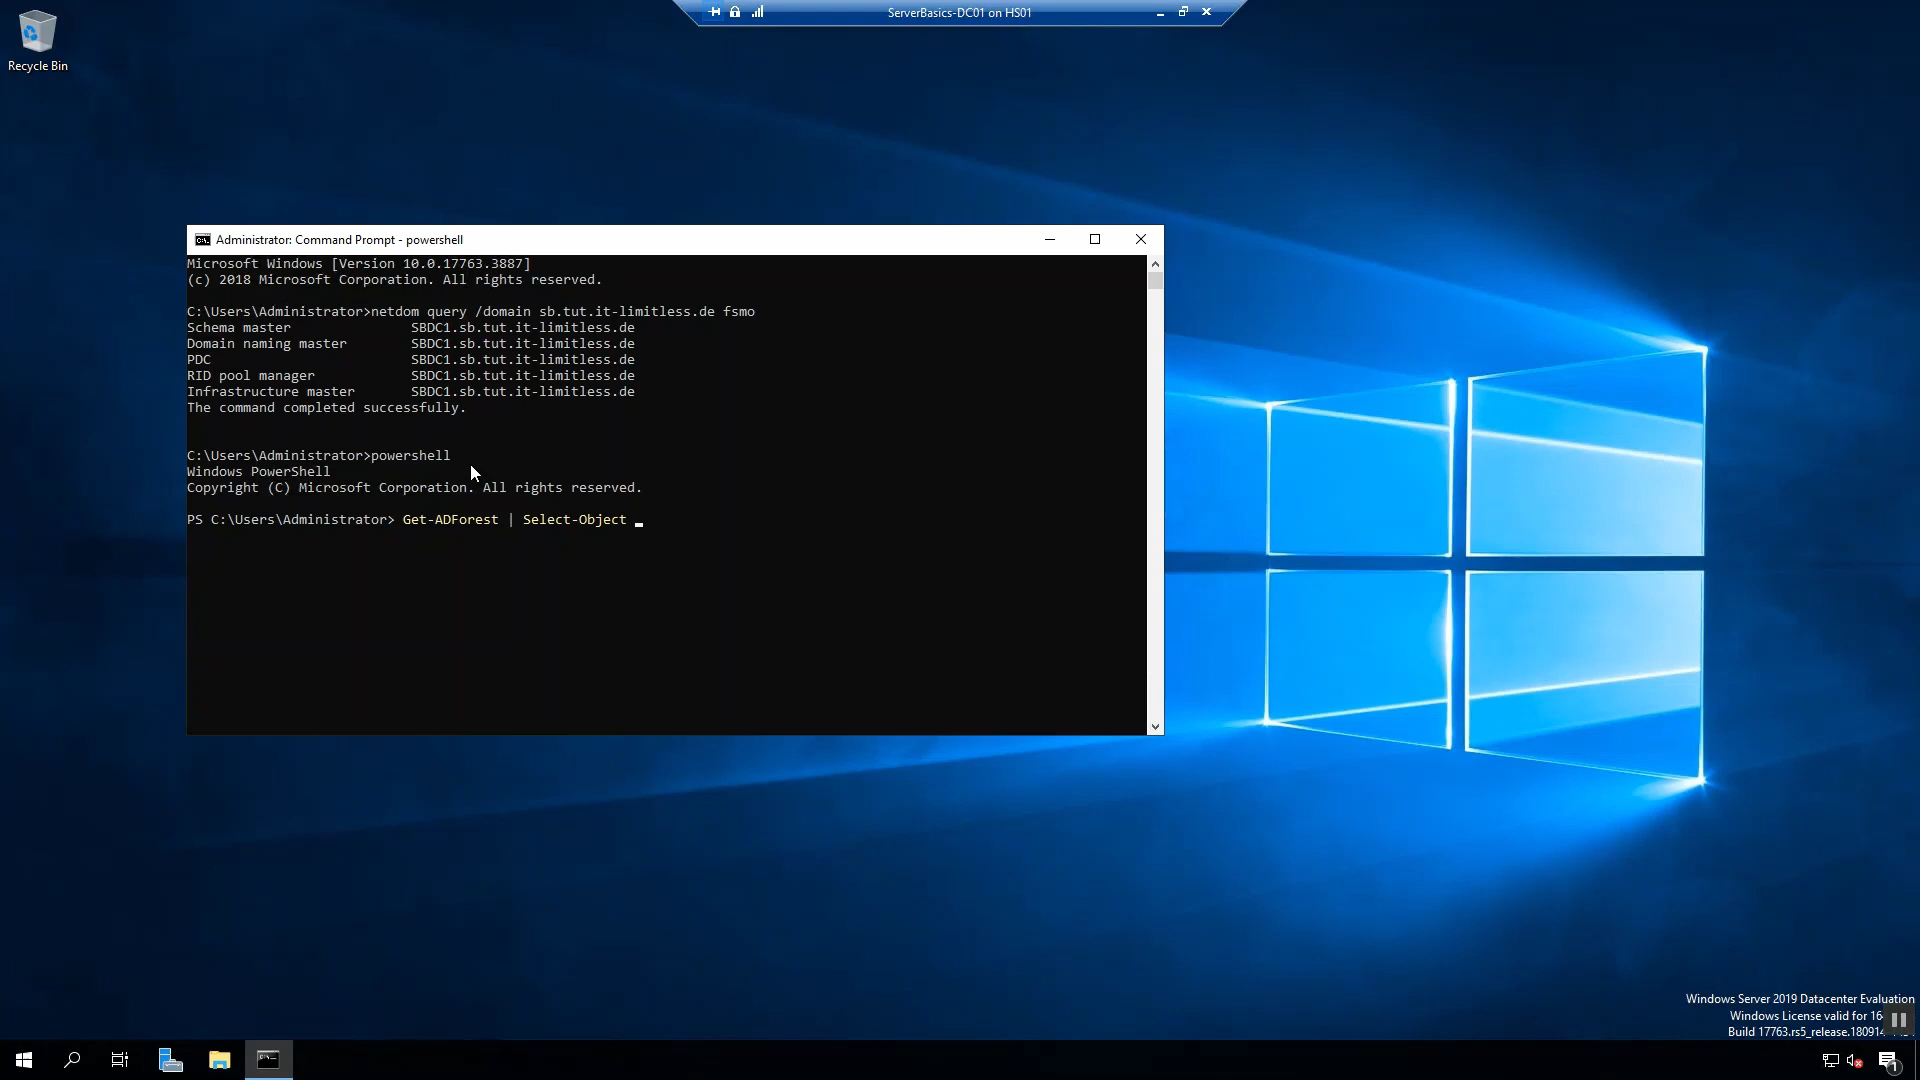 ServerBasics-DC01 on HS01
Recycle Bin
Administrator: Command Prompt - powershell
Microsoft Windows [Version 10.0.17763.3887]
(c) 2018 Microsoft Corporation. All rights reserved.
C:\Users\Administrator>netdom query /domain sb.tut.it-limitless.de fsmo
Schema master               SBDC1.sb.tut.it-limitless.de
Domain naming master        SBDC1.sb.tut.it-limitless.de
PDC                         SBDC1.sb.tut.it-limitless.de
RID pool manager            SBDC1.sb.tut.it-limitless.de
Infrastructure master       SBDC1.sb.tut.it-limitless.de
The command completed successfully.
C:\Users\Administrator>powershell
Windows PowerShell
Copyright (C) Microsoft Corporation. All rights reserved.
PS C:\Users\Administrator> Get-ADForest | Select-Object _
Windows Server 2019 Datacenter Evaluation
Windows License valid for
Build 17763.rs5_release.180914
1